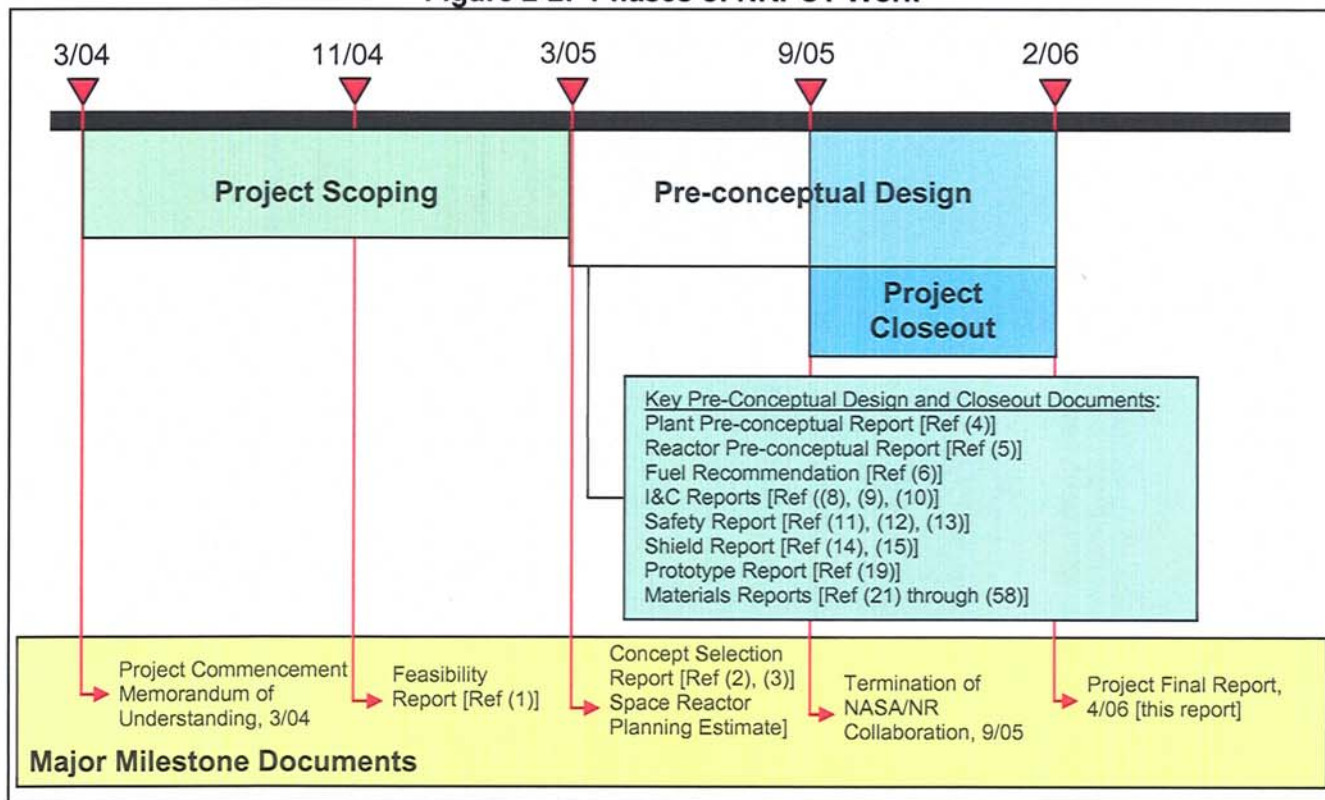 3/04 11/04 3/05 9/05 2/06
Project Scoping
Pre-conceptual Design
Project
Closeout
Key Pre-Conceptual Design and Closeout Documents:
Plant Pre-conceptual Report [Ref (4)]
Reactor Pre-conceptual Report [Ref (5)]
Fuel Recommendation [Ref (6)]
I&C Reports [Ref ((8), (9), (10)]
Safety Report [Ref (11), (12), (13)]
Shield Report [Ref (14), (15)]
Prototype Report [Ref (19)]
Materials Reports [Ref (21) through (58)]
Project Commencement
Memorandum of
Understanding, 3/04
Feasibility
Report [Ref (1)]
Concept Selection
Report [Ref (2), (3)]
Space Reactor
Planning Estimate]
Termination of
NASA/NR
Collaboration, 9/05
Project Final Report,
4/06 [this report]
Major Milestone Documents